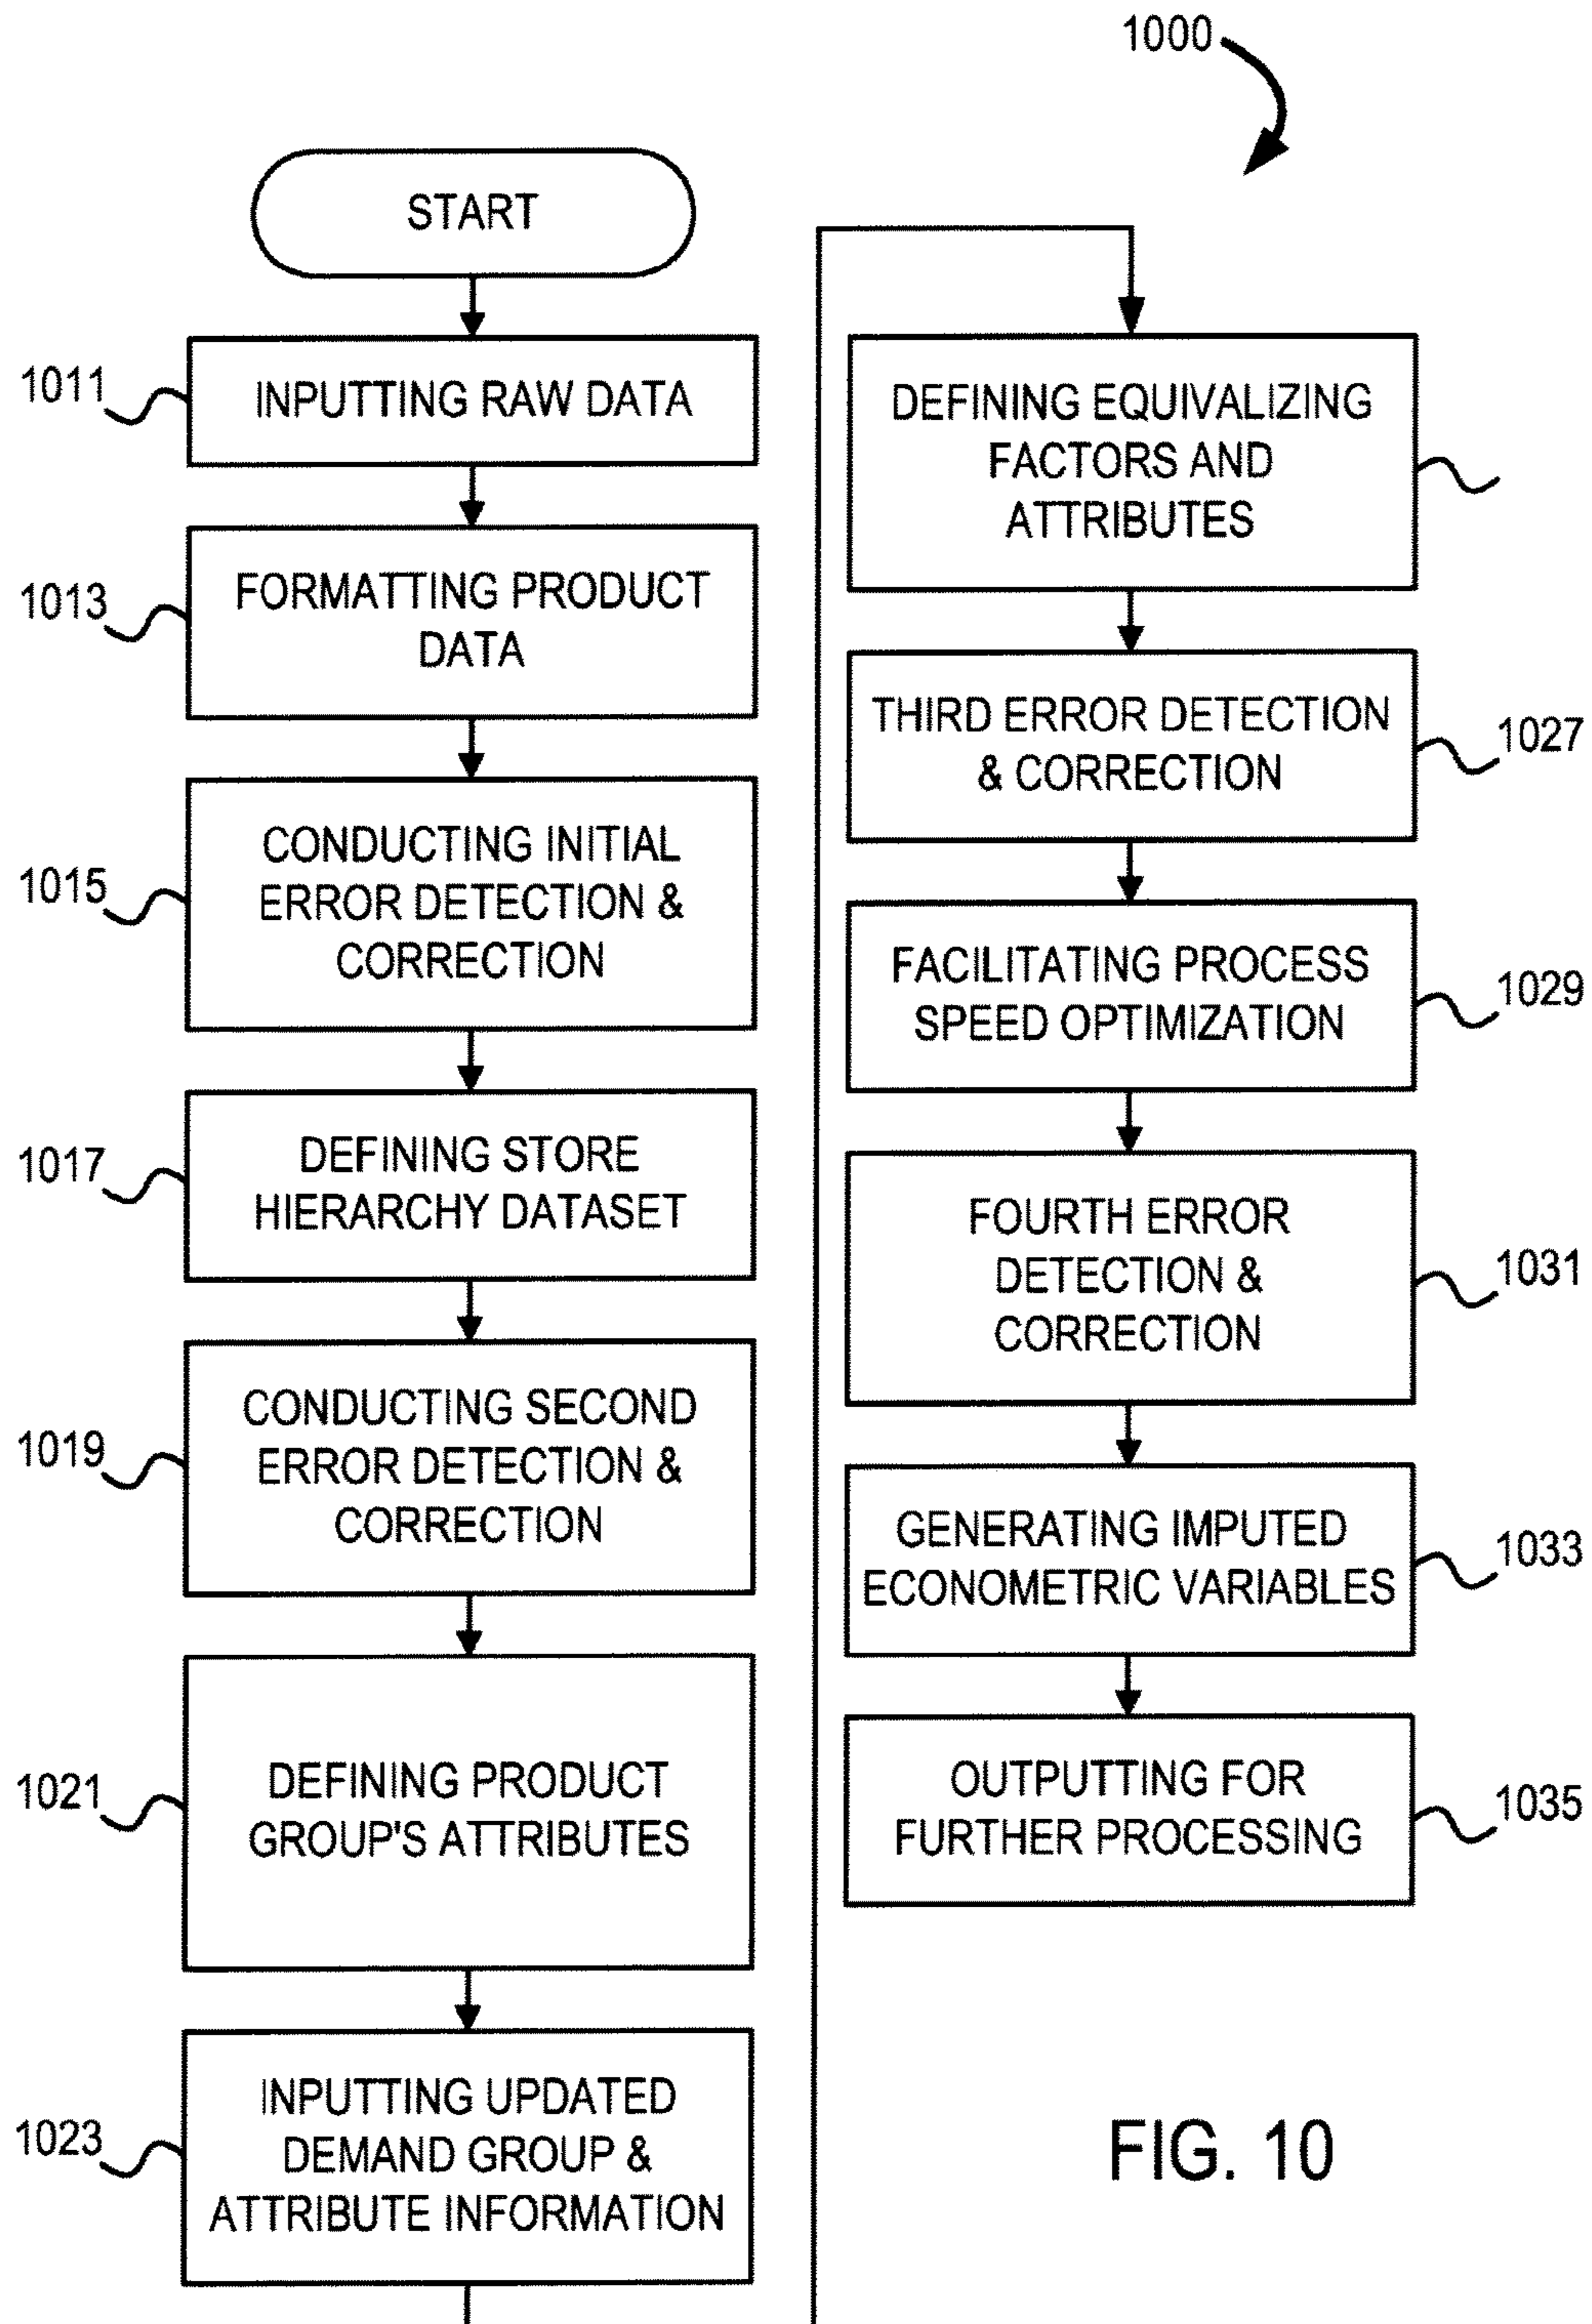 1000
START
1011
INPUTTING RAW DATA
1013
FORMATTING PRODUCT
DATA
1015
CONDUCTING INITIAL
ERROR DETECTION &
CORRECTION
1017
DEFINING STORE
HIERARCHY DATASET
1019
CONDUCTING SECOND
ERROR DETECTION &
CORRECTION
1021
DEFINING PRODUCT
GROUP'S ATTRIBUTES
1023
INPUTTING UPDATED
DEMAND GROUP &
ATTRIBUTE INFORMATION
DEFINING EQUIVALIZING
FACTORS AND
ATTRIBUTES
THIRD ERROR DETECTION
& CORRECTION
1027
FACILITATING PROCESS
SPEED OPTIMIZATION
1029
FOURTH ERROR
DETECTION &
CORRECTION
1031
GENERATING IMPUTED
ECONOMETRIC VARIABLES
1033
OUTPUTTING FOR
FURTHER PROCESSING
1035
FIG. 10